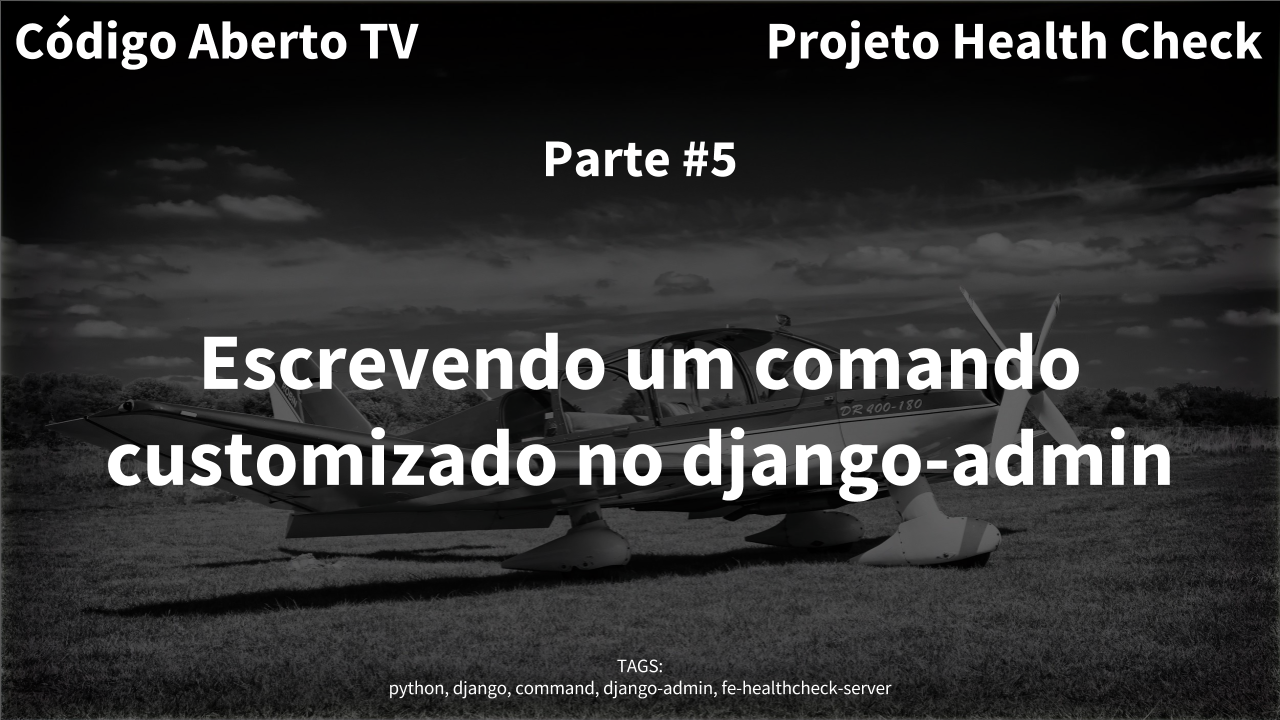 Código Aberto TV
Projeto Health Check
Parte #5
Escrevendo um comando
customizado no django-admin
DR 400-180
TAGS:
python, django, command, django-admin, fe-healthcheck-server